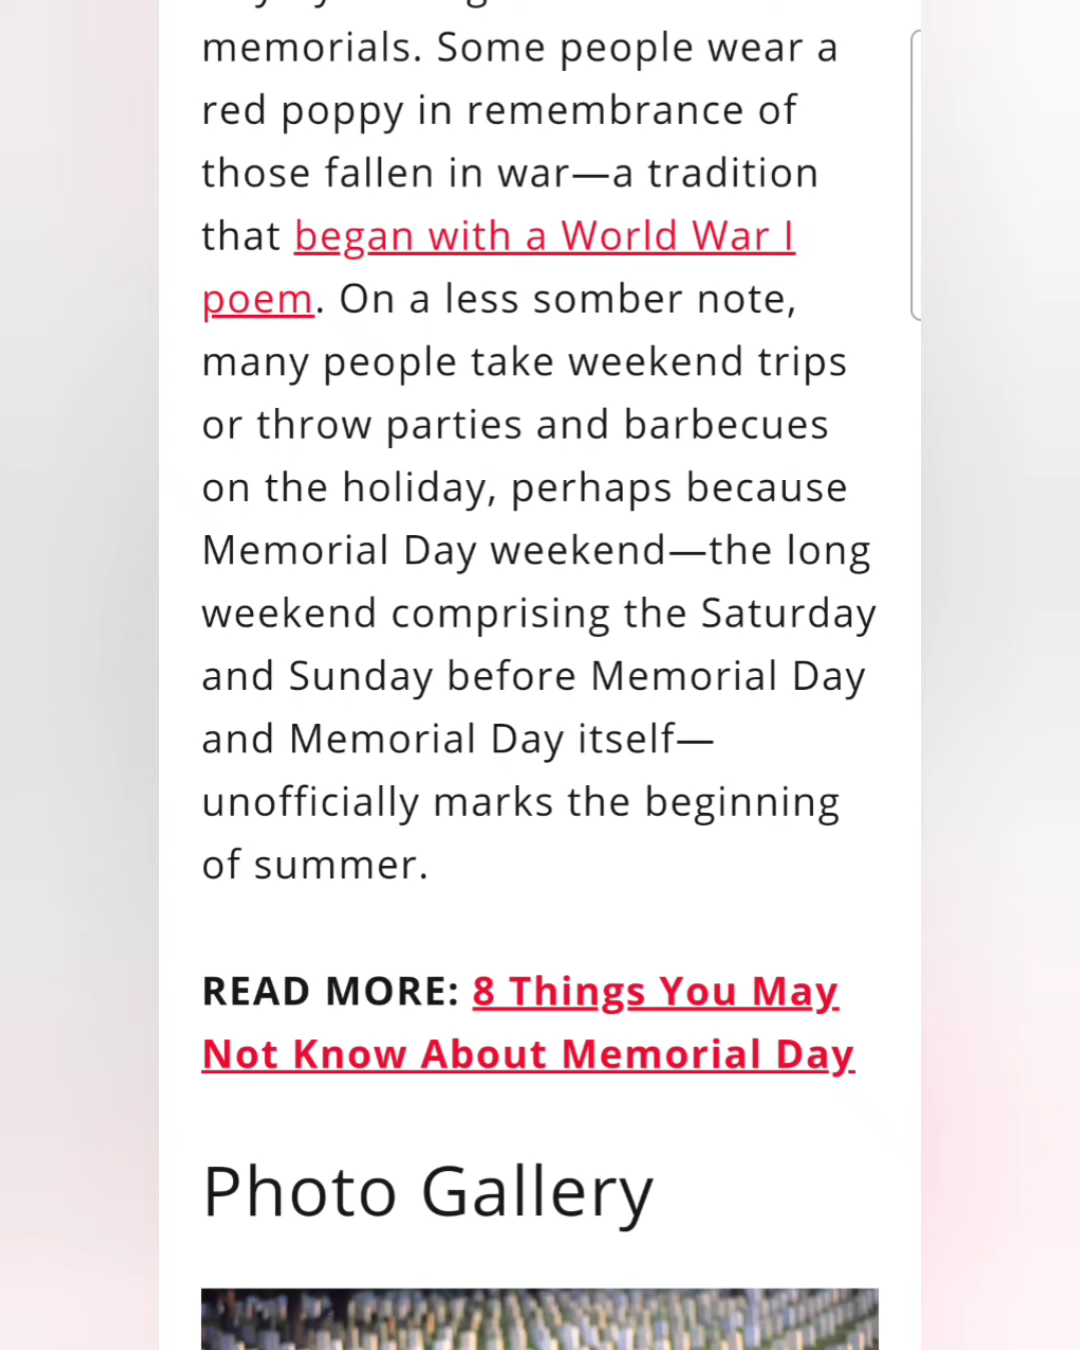 memorials. Some people wear a
red poppy in remembrance of
those fallen in war—a tradition
that began with a World War I
poem. On a less somber note,
many people take weekend trips
or throw parties and barbecues
on the holiday, perhaps because
Memorial Day weekend—the long
weekend comprising the Saturday
and Sunday before Memorial Day
and Memorial Day itself—
unofficially marks the beginning
of summer.
READ MORE: 8 Things You May
Not Know About Memorial Day
Photo Gallery